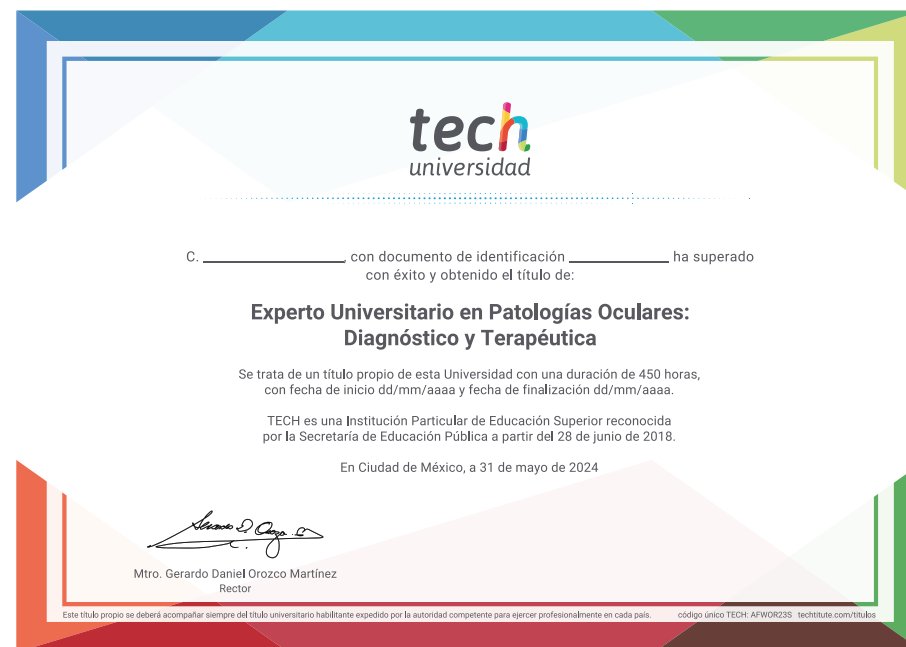 tech
universidad
C. ____________________, con documento de identificación ______________ ha superado
con éxito y obtenido el título de:
Experto Universitario en Patologías Oculares:
Diagnóstico y Terapéutica
Se trata de un título propio de esta Universidad con una duración de 450 horas,
con fecha de inicio dd/mm/aaaa y fecha de finalización dd/mm/aaaa.
TECH es una Institución Particular de Educación Superior reconocida
por la Secretaría de Educación Pública a partir del 28 de junio de 2018.
En Ciudad de México, a 31 de mayo de 2024
Mtro. Gerardo Daniel Orozco Martínez
Rector
Este título propio se deberá acompañar siempre del título universitario habilitante expedido por la autoridad competente para ejercer profesionalmente en cada país. código único TECH: AFWOR23S techtitute.com/titulos